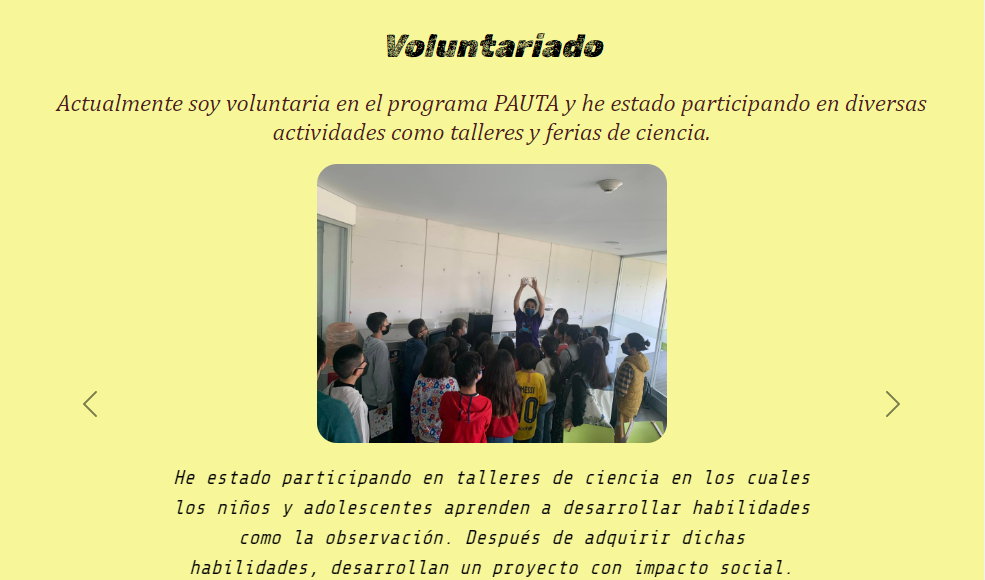 Voluntariado
Actualmente soy voluntaria en el programa PAUTA y he estado participando en diversas
actividades como talleres y ferias de ciencia.
MESSI
10
He estado participando en talleres de ciencia en los cuales
los niños y adolescentes aprenden a desarrollar habilidades
como la observación. Después de adquirir dichas
habilidades, desarrollan un proyecto con impacto social.